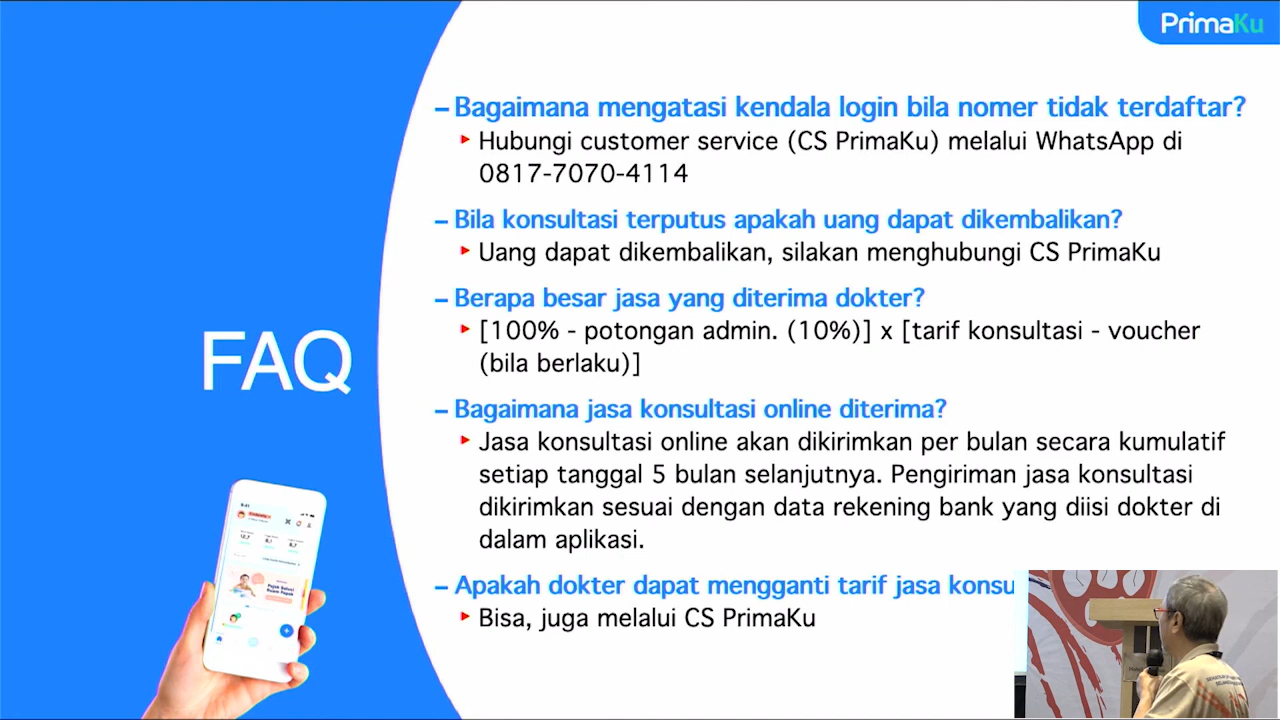 PrimaKu
– Bagaimana mengatasi kendala login bila nomer tidak terdaftar?
Hubungi customer service (CS PrimaKu) melalui WhatsApp di
0817-7070-4114
– Bila konsultasi terputus apakah uang dapat dikembalikan?
Uang dapat dikembalikan, silakan menghubungi CS PrimaKu
– Berapa besar jasa yang diterima dokter?
[100% - potongan admin. (10%)] x [tarif konsultasi - voucher
(bila berlaku)]
FAQ
– Bagaimana jasa konsultasi online diterima?
Jasa konsultasi online akan dikirimkan per bulan secara kumulatif
setiap tanggal 5 bulan selanjutnya. Pengiriman jasa konsultasi
dikirimkan sesuai dengan data rekening bank yang diisi dokter di
dalam aplikasi.
– Apakah dokter dapat mengganti tarif jasa konsu
Bisa, juga melalui CS PrimaKu